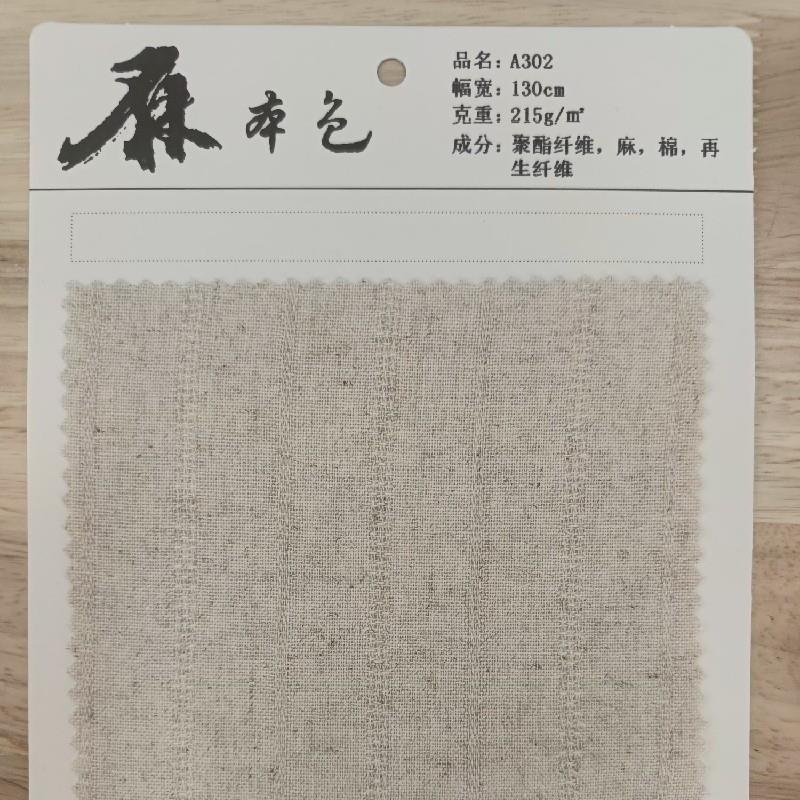 麻本色
品名：A302
幅宽：130cm
克重：215g/㎡
成分：聚酯纤维，麻，棉，再
生纤维